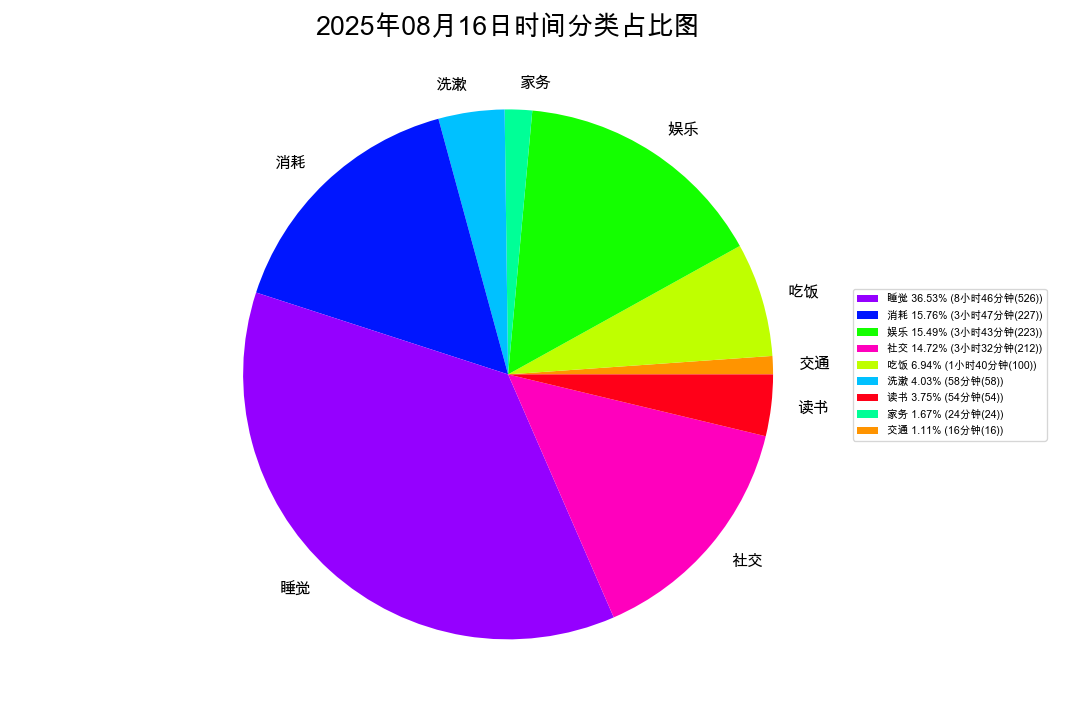 2025年08月16日时间分类占比图
洗漱
家务
娱乐
消耗
吃饭
交通
读书
社交
睡觉
睡觉 36.53% (8小时46分钟(526))
消耗 15.76% (3小时47分钟(227))
娱乐 15.49% (3小时43分钟(223))
社交 14.72% (3小时32分钟(212))
吃饭 6.94% (1小时40分钟(100))
洗漱 4.03% (58分钟(58))
读书 3.75% (54分钟(54))
家务 1.67% (24分钟(24))
交通 1.11% (16分钟(16))